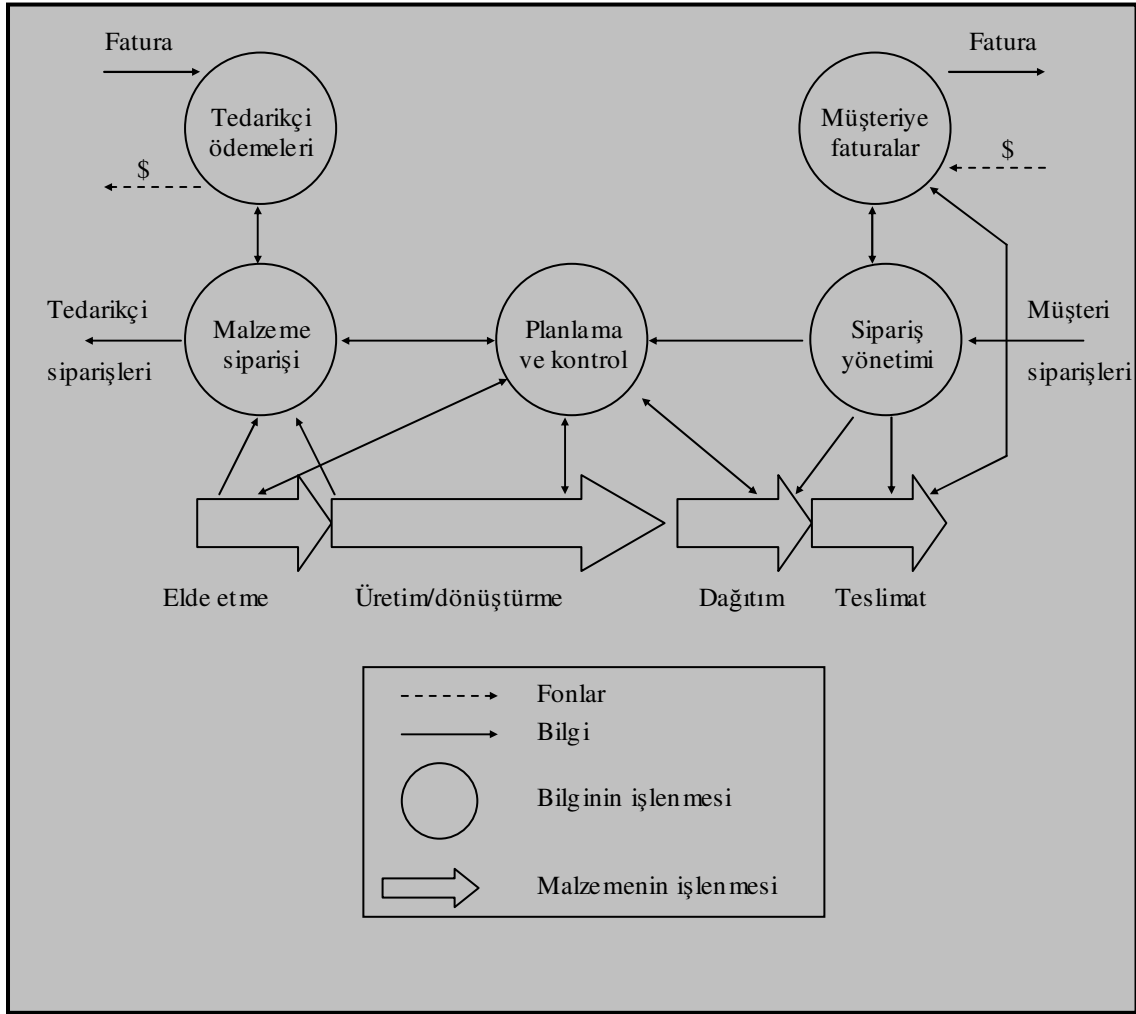 Fatura
Fatura
Tedarikçi
ödemeleri
Müşteriye
faturalar
$
$
Tedarikçi
siparişleri
Malzeme
siparişi
Planlama
ve kontrol
Sipariş
yönetimi
Müşteri
siparişleri
Elde etme
Üretim/dönüştürme
Dağıtım
Teslimat
Fonlar
Bilgi
Bilginin işlenmesi
Malzemenin işlenmesi